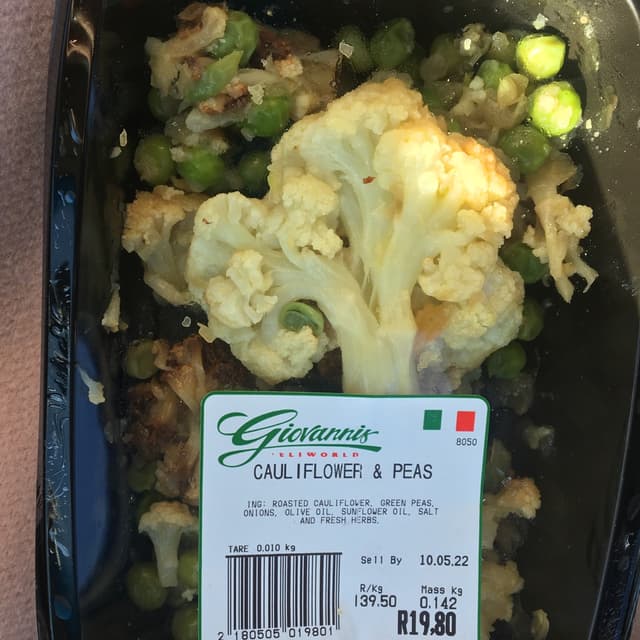 Giovannis
ELIWORLD
8050
CAULIFLOWER & PEAS
ING: ROASTED CAULIFLOWER, GREEN PEAS,
ONIONS, OLIVE OIL, SUNFLOWER OIL, SALT
AND FRESH HERBS.
TARE 0.010 kg
Sell By 10.05.22
R/Kg Mass kg
139.50 0.142
R19.80
2 180505 019801